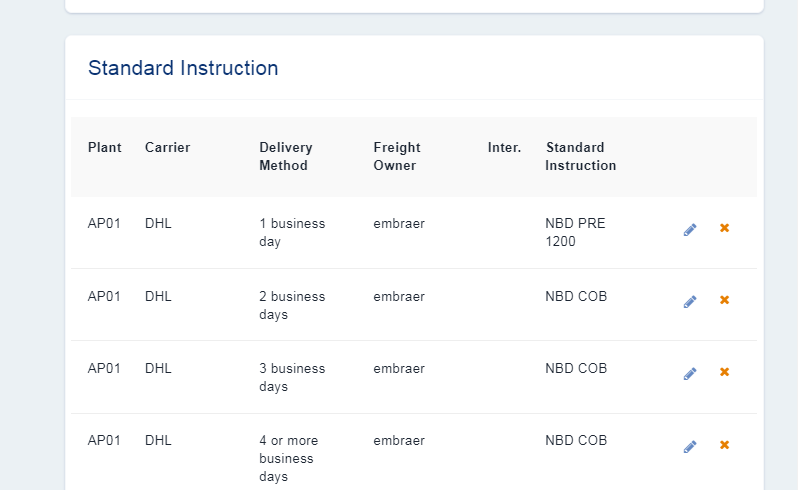 Standard Instruction
Plant Carrier Delivery Method Freight Owner Inter. Standard Instruction
AP01 DHL 1 business day embraer NBD PRE 1200
AP01 DHL 2 business days embraer NBD COB
AP01 DHL 3 business days embraer NBD COB
AP01 DHL 4 or more business days embraer NBD COB